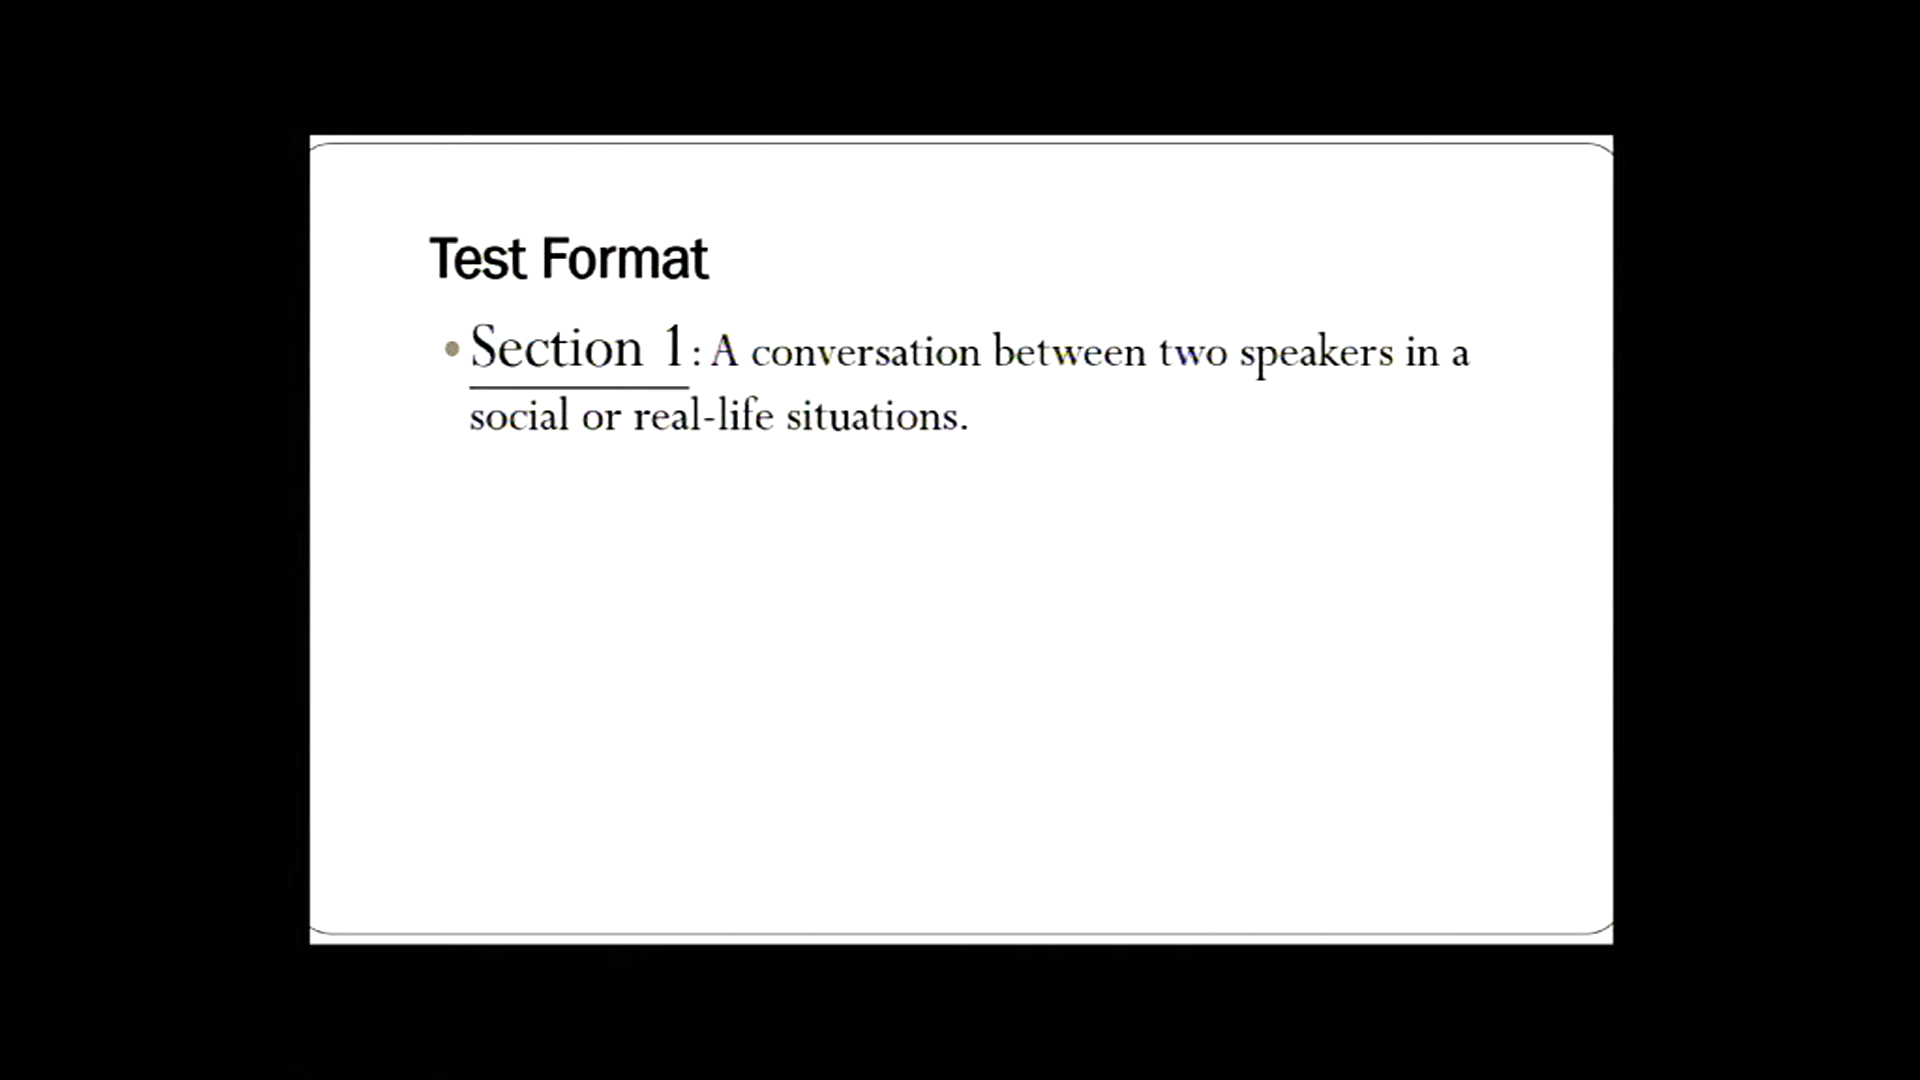 Test Format
• Section 1: A conversation between two speakers in a
social or real-life situations.